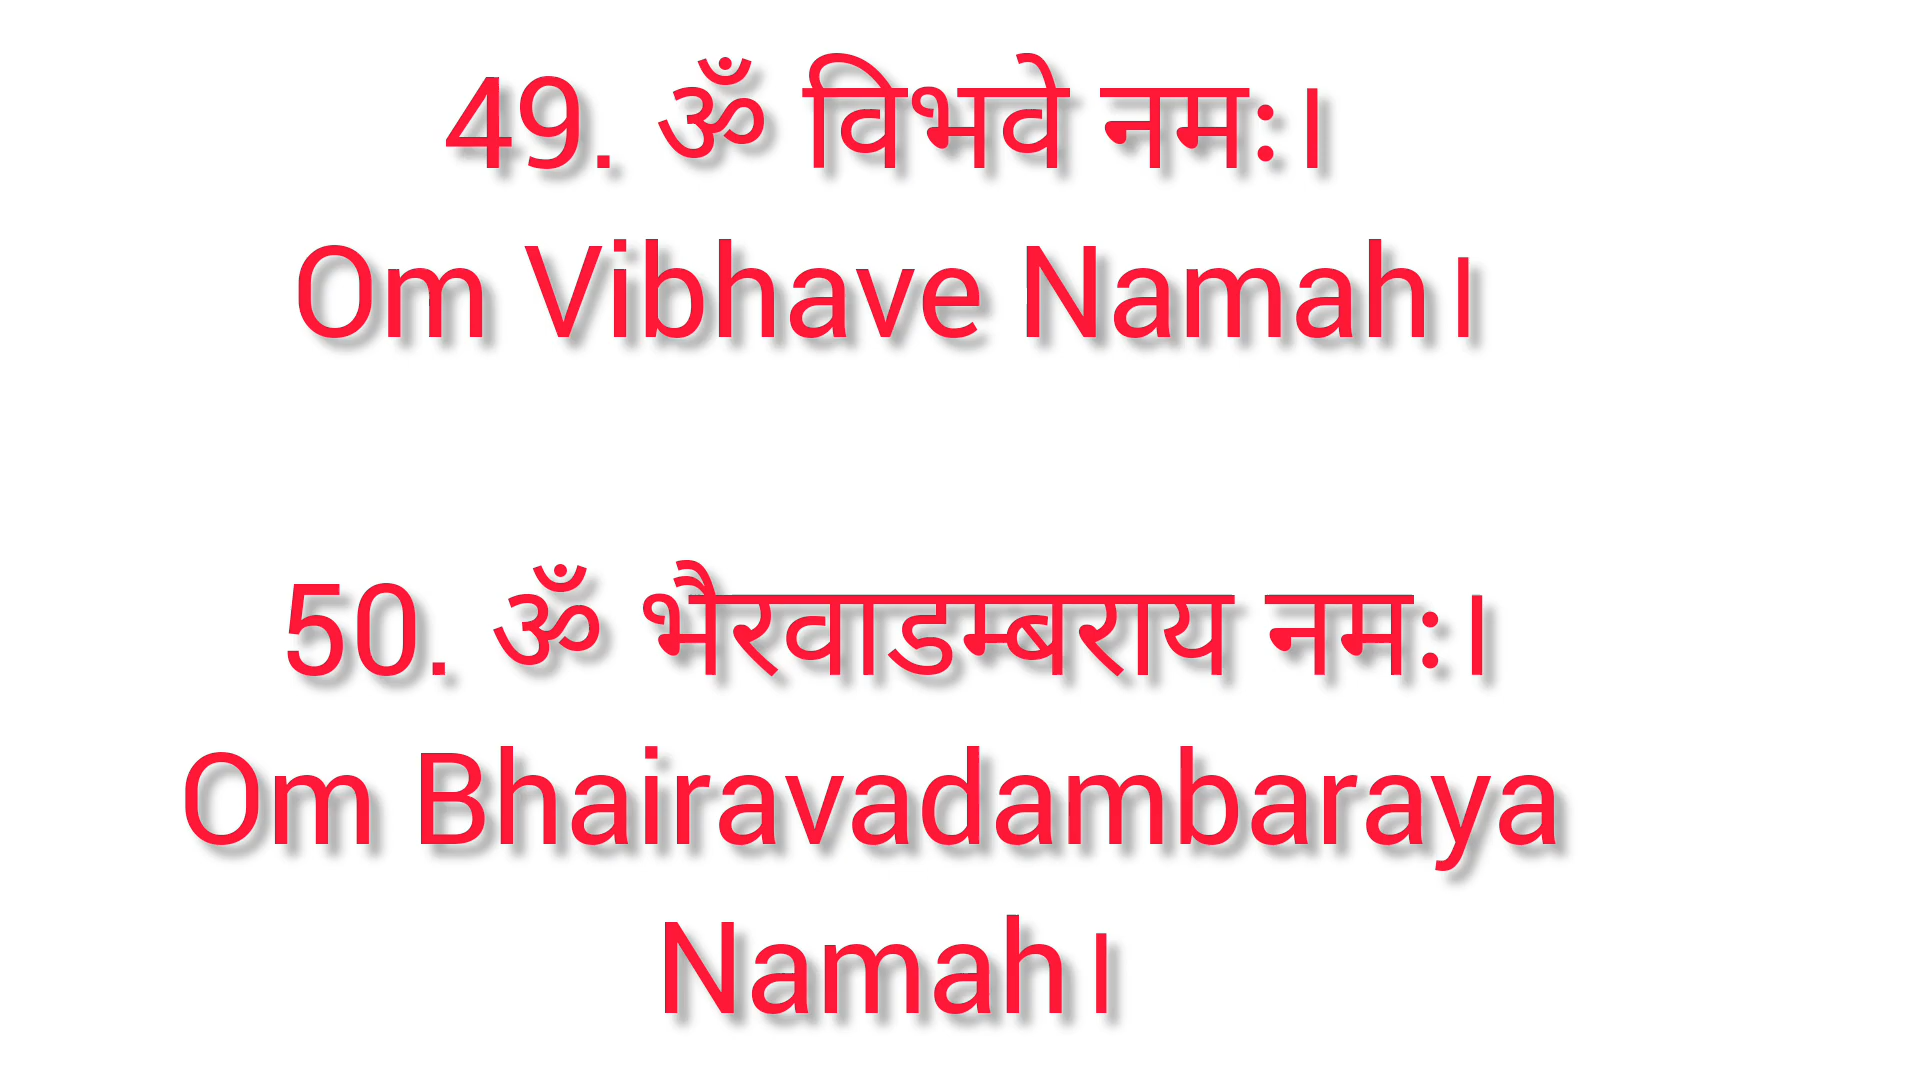 49. ॐ विभवे नमः।
Om Vibhave Namah।
50. ॐ भैरवाडम्बराय नमः।
Om Bhairavadambaraya
Namah।